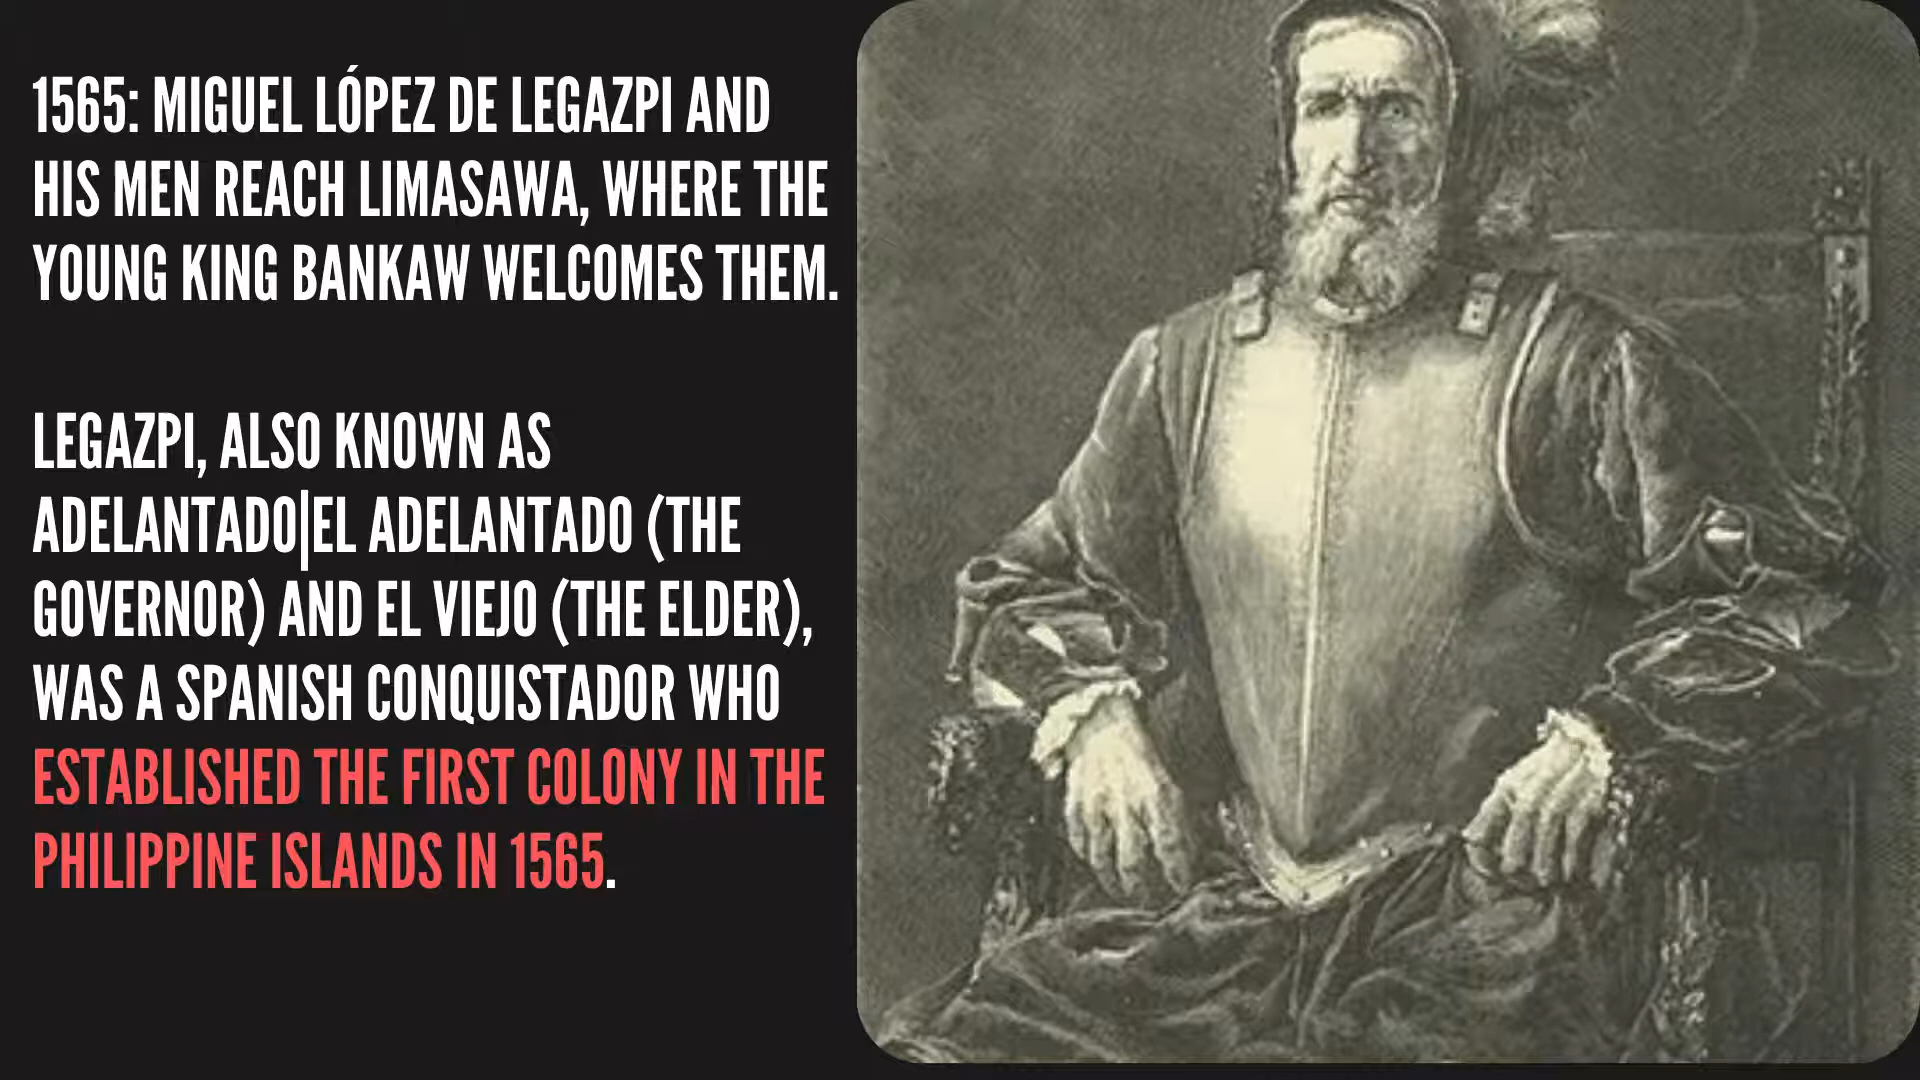 1565: MIGUEL LÓPEZ DE LEGAZPI AND
HIS MEN REACH LIMASAWA, WHERE THE
YOUNG KING BANKAW WELCOMES THEM.
LEGAZPI, ALSO KNOWN AS
ADELANTADO|EL ADELANTADO (THE
GOVERNOR) AND EL VIEJO (THE ELDER),
WAS A SPANISH CONQUISTADOR WHO
ESTABLISHED THE FIRST COLONY IN THE
PHILIPPINE ISLANDS IN 1565.